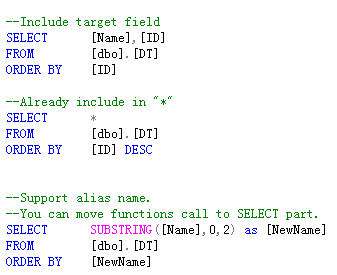 --Include target field
SELECT [Name],[ID]
FROM [dbo].[DT]
ORDER BY [ID]
--Already include in "*"
SELECT *
FROM [dbo].[DT]
ORDER BY [ID] DESC
--Support alias name.
--You can move functions call to SELECT part.
SELECT SUBSTRING([Name],0,2) as [NewName]
FROM [dbo].[DT]
ORDER BY [NewName]